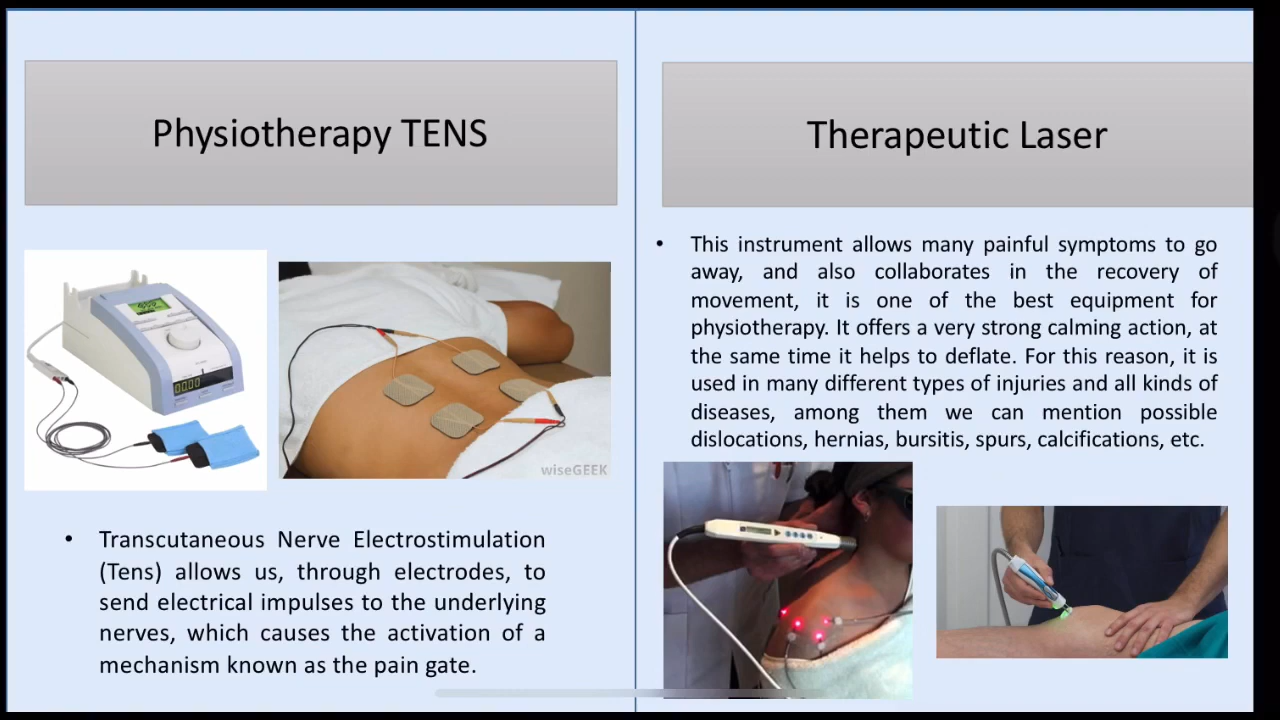 Physiotherapy TENS
wiseGEEK
• Transcutaneous Nerve Electrostimulation
(Tens) allows us, through electrodes, to
send electrical impulses to the underlying
nerves, which causes the activation of a
mechanism known as the pain gate.
Therapeutic Laser
• This instrument allows many painful symptoms to go
away, and also collaborates in the recovery of
movement, it is one of the best equipment for
physiotherapy. It offers a very strong calming action, at
the same time it helps to deflate. For this reason, it is
used in many different types of injuries and all kinds of
diseases, among them we can mention possible
dislocations, hernias, bursitis, spurs, calcifications, etc.